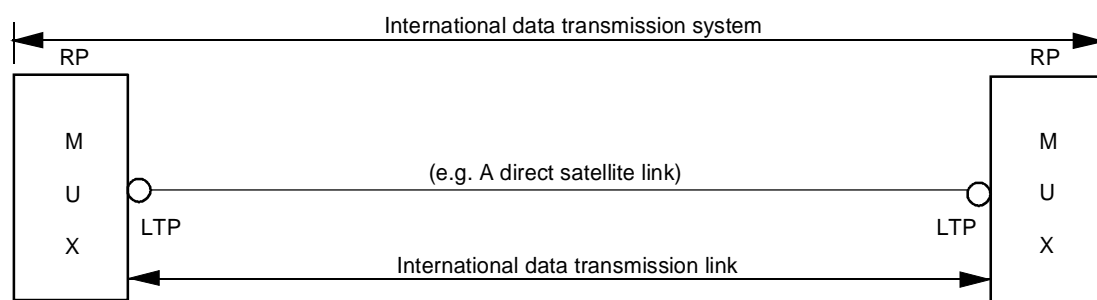 International data transmission system
RP
RP
M
U
X
(e.g. A direct satellite link)
M
U
X
LTP
LTP
International data transmission link